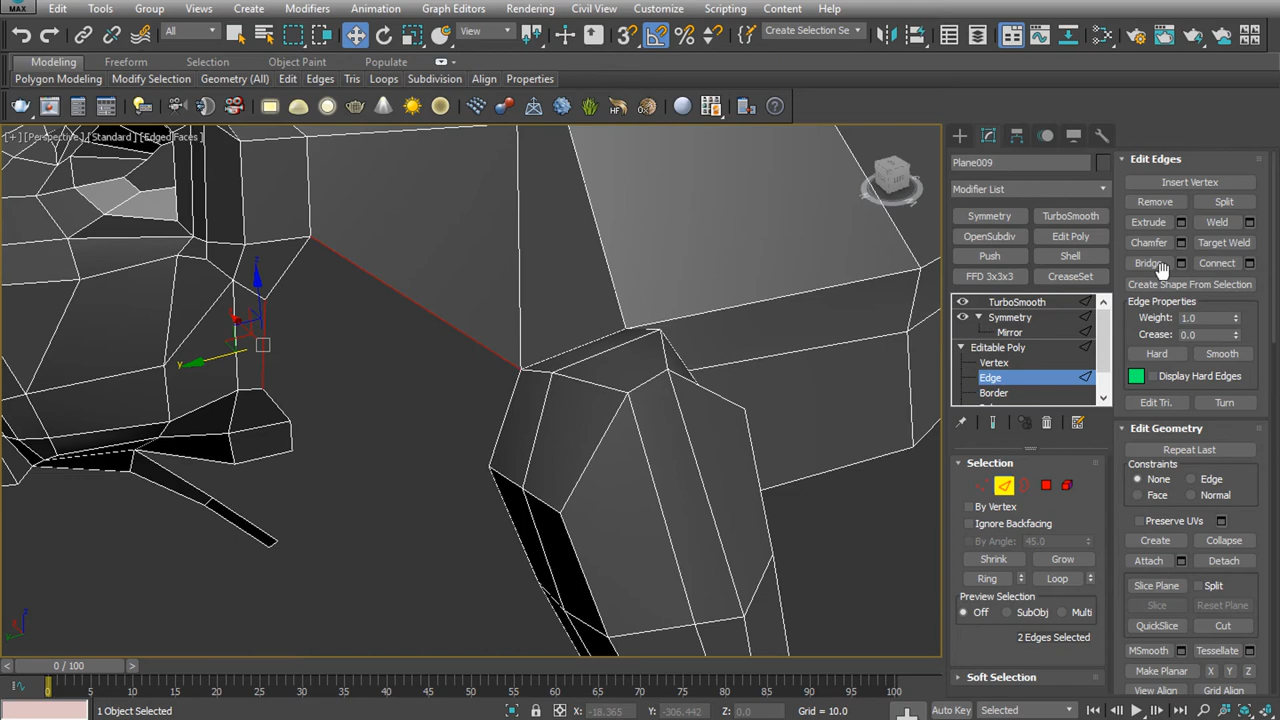 MAX
Edit Tools Group Views Create Modifiers Animation Graph Editors Rendering Civil View Customize Scripting Content Help
All View Create Selection Se
Modeling Freeform Selection Object Paint Populate
Polygon Modeling Modify Selection Geometry (All) Edit Edges Tris Loops Subdivision Align Properties
[+] [Perspective] [Standard] [Edged Faces]
z
y
z
Plane009
Modifier List
Symmetry TurboSmooth
OpenSubdiv Edit Poly
Push Shell
FFD 3x3x3 CreaseSet
TurboSmooth
Symmetry
Mirror
Editable Poly
Vertex
Edge
Border
Selection
By Vertex
Ignore Backfacing
By Angle: 45.0
Shrink Grow
Ring Loop
Preview Selection
Off SubObj Multi
2 Edges Selected
Soft Selection
Edit Edges
Insert Vertex
Remove Split
Extrude Weld
Chamfer Target Weld
Bridge Connect
Create Shape From Selection
Edge Properties
Weight: 1.0
Crease: 0.0
Hard Smooth
Display Hard Edges
Edit Tri. Turn
Edit Geometry
Repeat Last
Constraints
None Edge
Face Normal
Preserve UVs
Create Collapse
Attach Detach
Slice Plane Split
Slice Reset Plane
QuickSlice Cut
MSmooth Tessellate
Make Planar X Y Z
View Align Grid Align
0 / 100
0 5 10 15 20 25 30 35 40 45 50 55 60 65 70 75 80 85 90 95 100
1 Object Selected X: -18.365 Y: -306.442 Z: 0.0 Grid = 10.0 Auto Key Selected